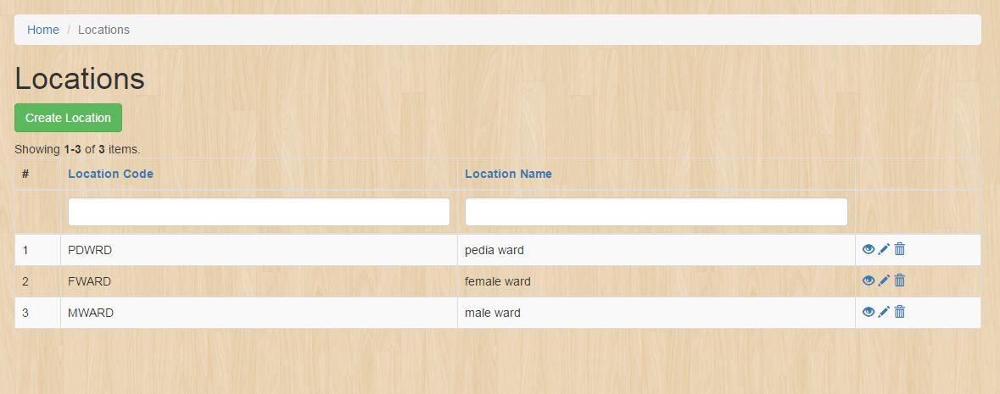 Home / Locations
Locations
Create Location
Showing 1-3 of 3 items.
# Location Code Location Name
1 PDWRD pedia ward
2 FWARD female ward
3 MWARD male ward